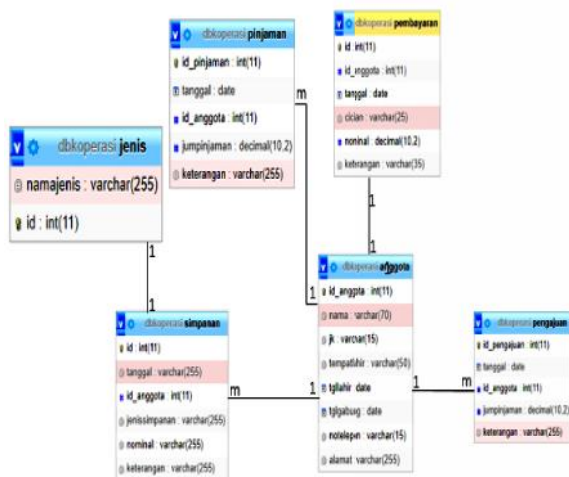 dbkoperasi pinjaman
id_pinjaman : int(11)
tanggal : date
id_anggota : int(11)
jumpinjaman : decimal(10,2)
keterangan : varchar(255)
dbkoperasi pembayaran
id int(11)
id_anggota : int(11)
tanggal : date
cician : varchar(25)
nominal : decimal(10,2)
keterangan : varchar(35)
dbkoperasi jenis
namajenis : varchar(255)
id : int(11)
m
1
1
1
1
1
dbkoperasi simpanan
id : int(11)
tanggal : varchar(255)
id_anggota : int(11)
jenissimpanan : varchar(255)
nominal : varchar(255)
keterangan : varchar(255)
m
1
dbkoperasi anggota
id_anggota : int(11)
nama : varchar(70)
jk : varchar(15)
tempatlahir : varchar(50)
tgllahir date
tglgabung : date
notelepon : varchar(15)
alamat varchar(255)
1
m
dbkoperasi pengajuan
id_pengajuan : int(11)
tanggal : date
id_anggota : int(11)
jumpinjaman : decimal(10,2)
keterangan : varchar(255)